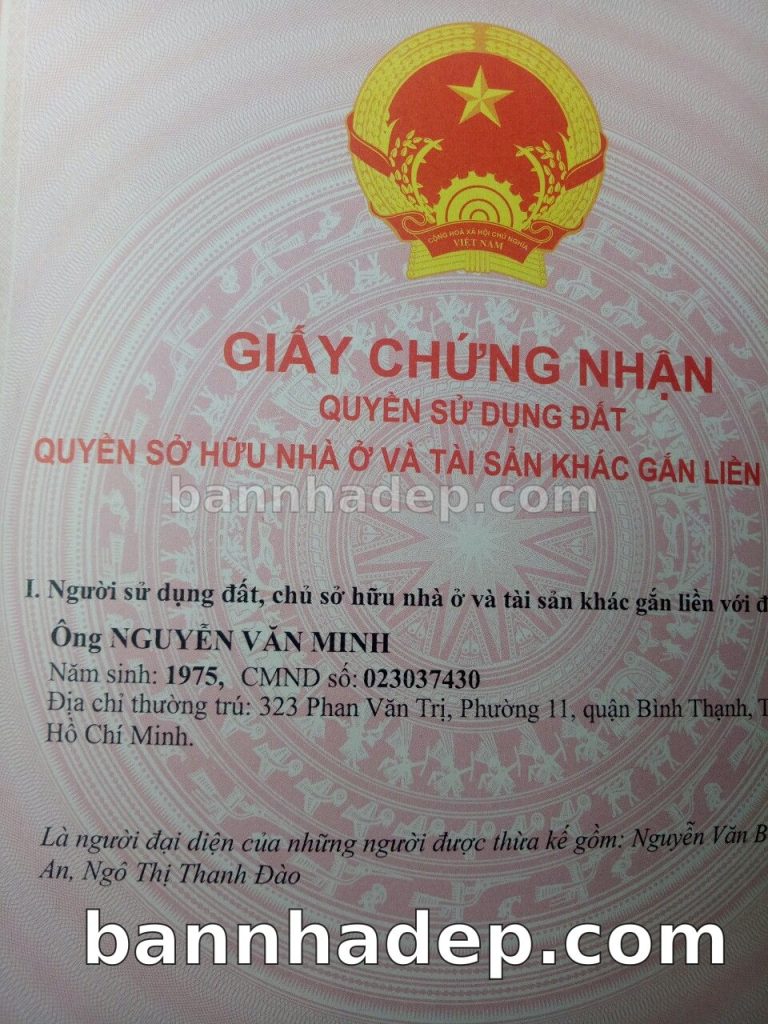 CỘNG HOÀ XÃ HỘI CHỦ NGHĨA
VIỆT NAM
GIẤY CHỨNG NHẬN
QUYỀN SỬ DỤNG ĐẤT
QUYỀN SỞ HỮU NHÀ Ở VÀ TÀI SẢN KHÁC GẮN LIỀN
bannhadep.com
I. Người sử dụng đất, chủ sở hữu nhà ở và tài sản khác gắn liền với đ
Ông NGUYỄN VĂN MINH
Năm sinh: 1975, CMND số: 023037430
Địa chỉ thường trú: 323 Phan Văn Trị, Phường 11, quận Bình Thạnh, T
Hồ Chí Minh.
Là người đại diện của những người được thừa kế gồm: Nguyễn Văn B
An, Ngô Thị Thanh Đào
bannhadep.com